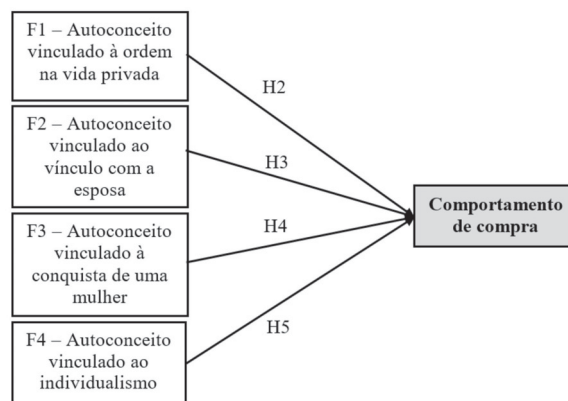 F1 – Autoconceito
vinculado à ordem
na vida privada
H2
F2 – Autoconceito
vinculado ao
vínculo com a
esposa
H3
F3 – Autoconceito
vinculado à
conquista de uma
mulher
H4
F4 – Autoconceito
vinculado ao
individualismo
H5
Comportamento
de compra